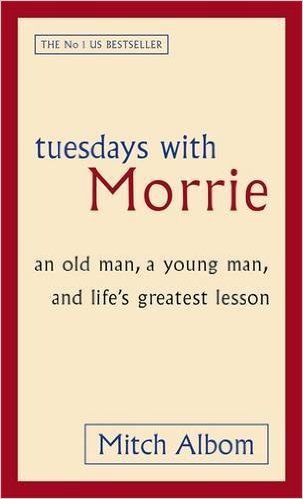 THE No 1 US BESTSELLER
tuesdays with
Morrie
an old man, a young man,
and life's greatest lesson
Mitch Albom